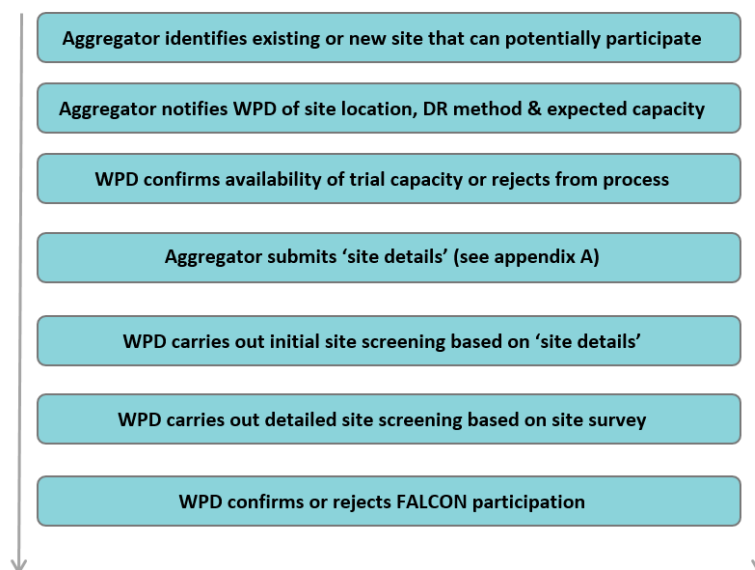 Aggregator identifies existing or new site that can potentially participate
Aggregator notifies WPD of site location, DR method & expected capacity
WPD confirms availability of trial capacity or rejects from process
Aggregator submits ‘site details’ (see appendix A)
WPD carries out initial site screening based on ‘site details’
WPD carries out detailed site screening based on site survey
WPD confirms or rejects FALCON participation